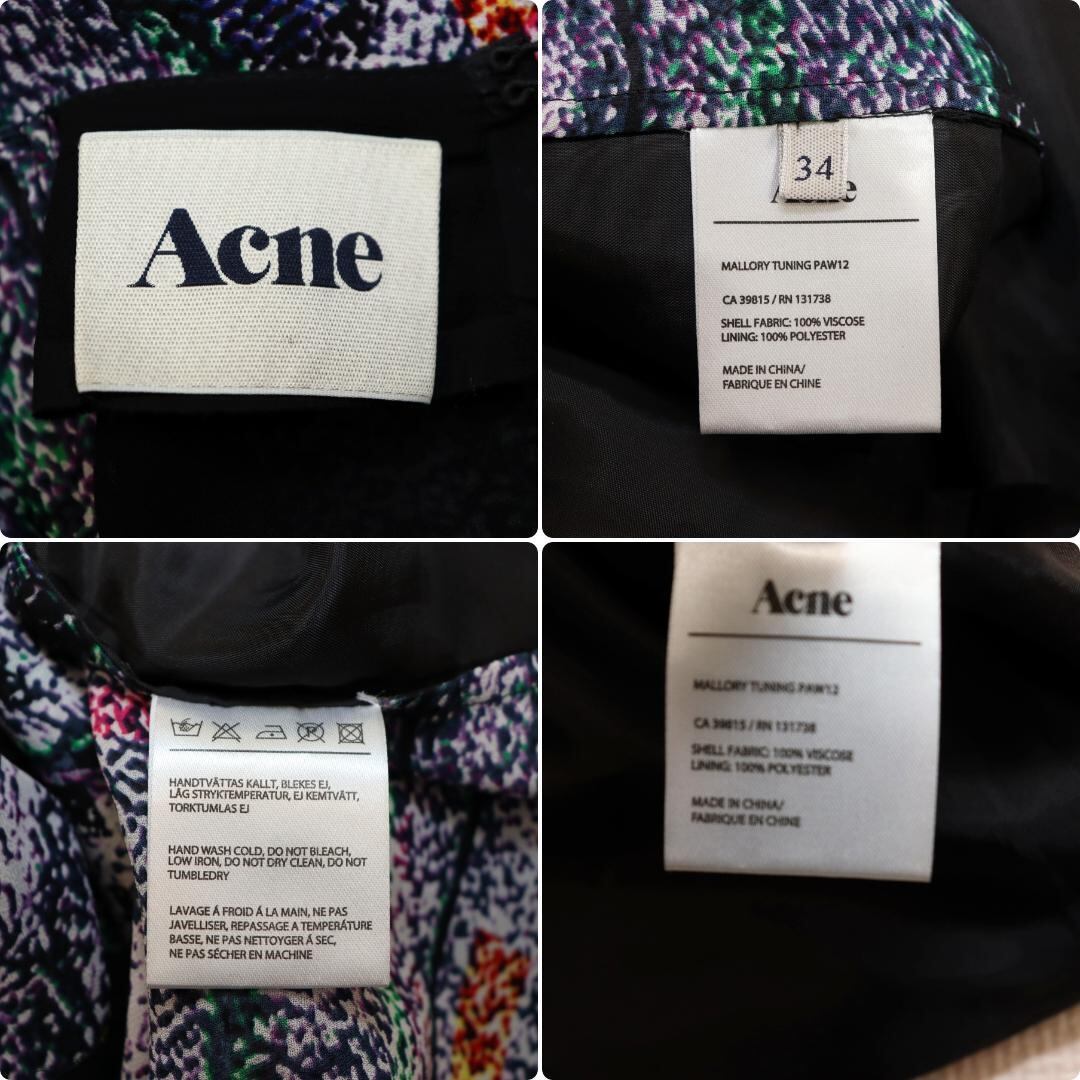 Acne
34
Acne
MALLORY TUNING PAW12
CA 39815 / RN 131738
SHELL FABRIC: 100% VISCOSE
LINING: 100% POLYESTER
MADE IN CHINA/
FABRIQUE EN CHINE
HANDTVÄTTAS KALLT, BLEKES EJ,
LÅG STRYKTEMPERATUR, EJ KEMTVÄTT,
TORKTUMLAS EJ
HAND WASH COLD, DO NOT BLEACH,
LOW IRON, DO NOT DRY CLEAN, DO NOT
TUMBLEDRY
LAVAGE Á FROID Á LA MAIN, NE PAS
JAVELLISER, REPASSAGE A TEMPERÁTURE
BASSE, NE PAS NETTOYGER Á SEC,
NE PAS SÉCHER EN MACHINE
Acne
MALLORY TUNING PAW12
CA 39815 / RN 131738
SHELL FABRIC: 100% VISCOSE
LINING: 100% POLYESTER
MADE IN CHINA/
FABRIQUE EN CHINE